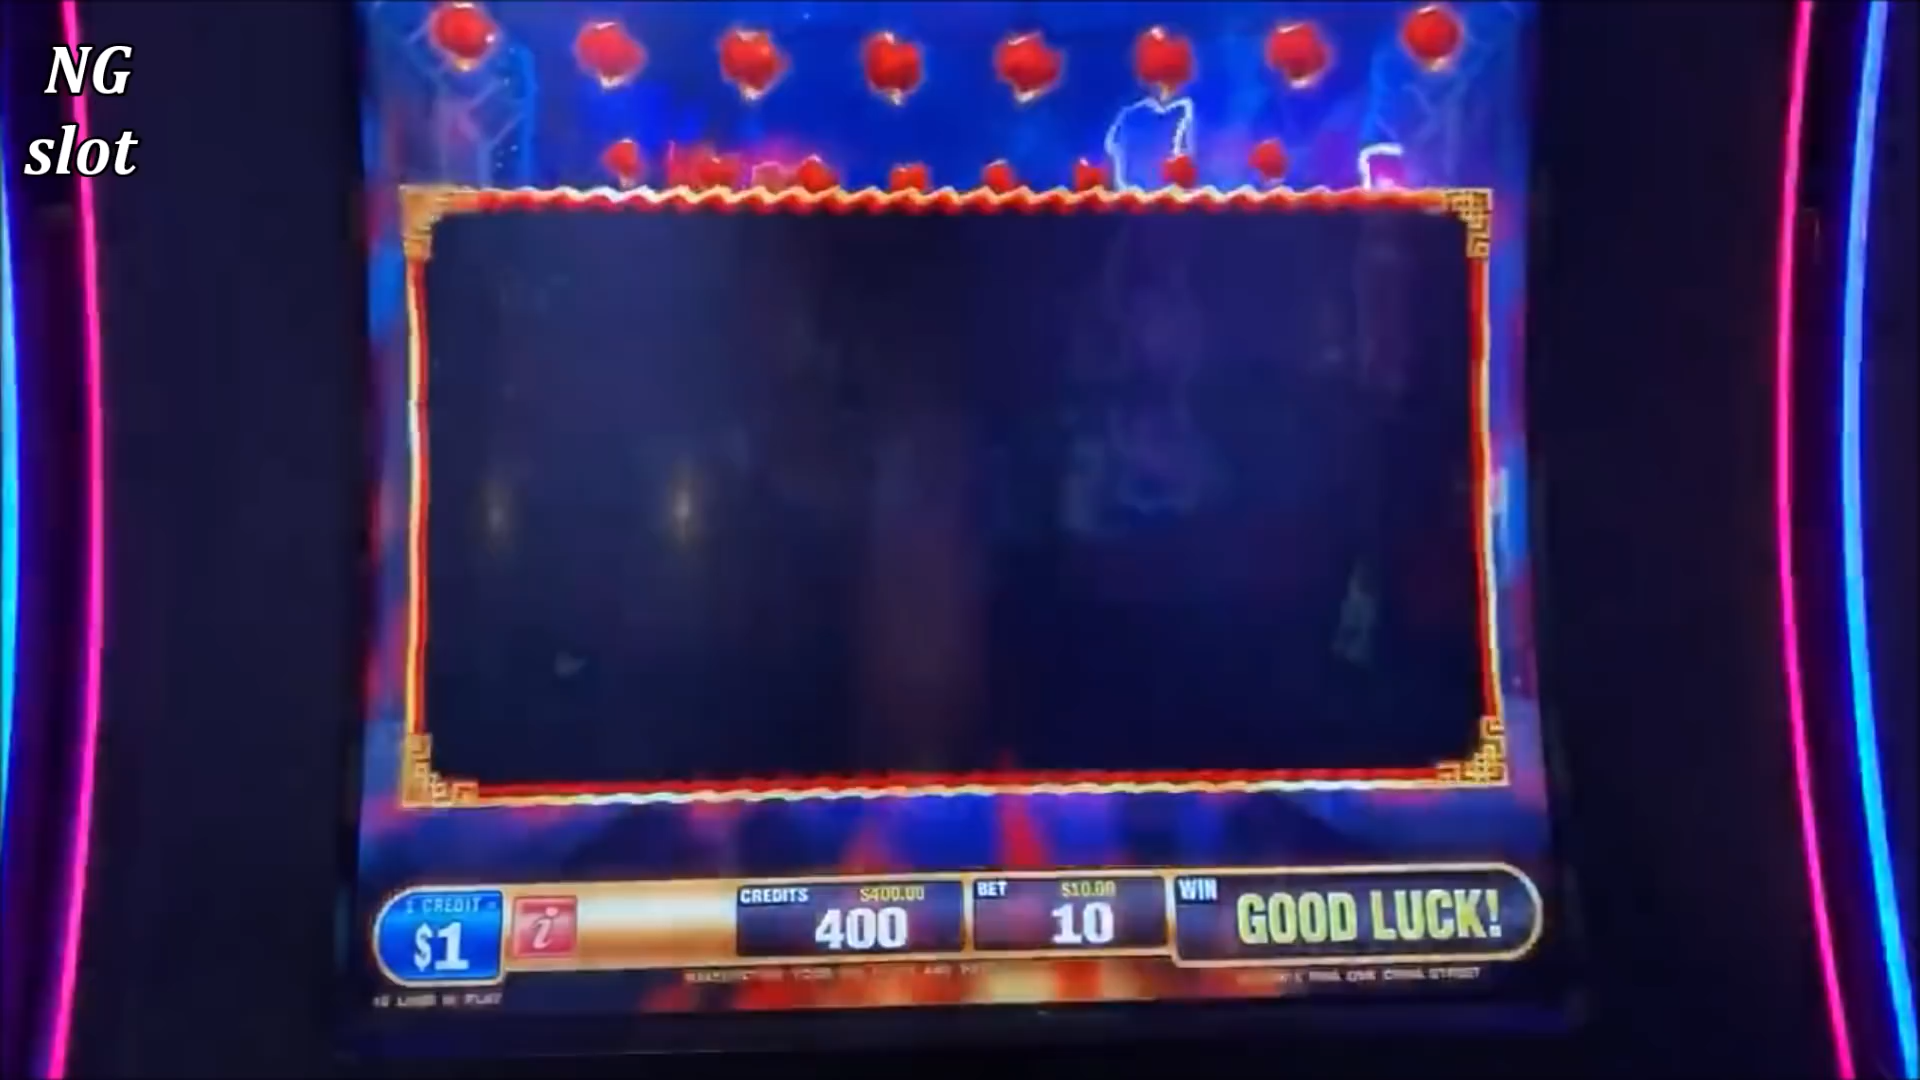 NG
slot
1 CREDIT =
$1
i
CREDITS $400.00
400
BET $10.00
10
WIN
GOOD LUCK!